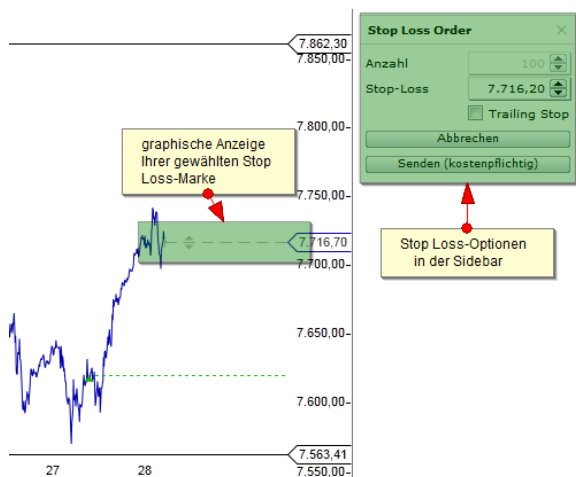 7.862,30
7.850,00-
7.800,00-
graphische Anzeige
Ihrer gewählten Stop
Loss-Marke
7.750,00-
7.716,70
7.700,00-
7.650,00-
7.600,00-
7.563,41
7.550,00-
27
28
Stop Loss Order
Anzahl
100
Stop-Loss
7.716,20
Trailing Stop
Abbrechen
Senden (kostenpflichtig)
Stop Loss-Optionen
in der Sidebar